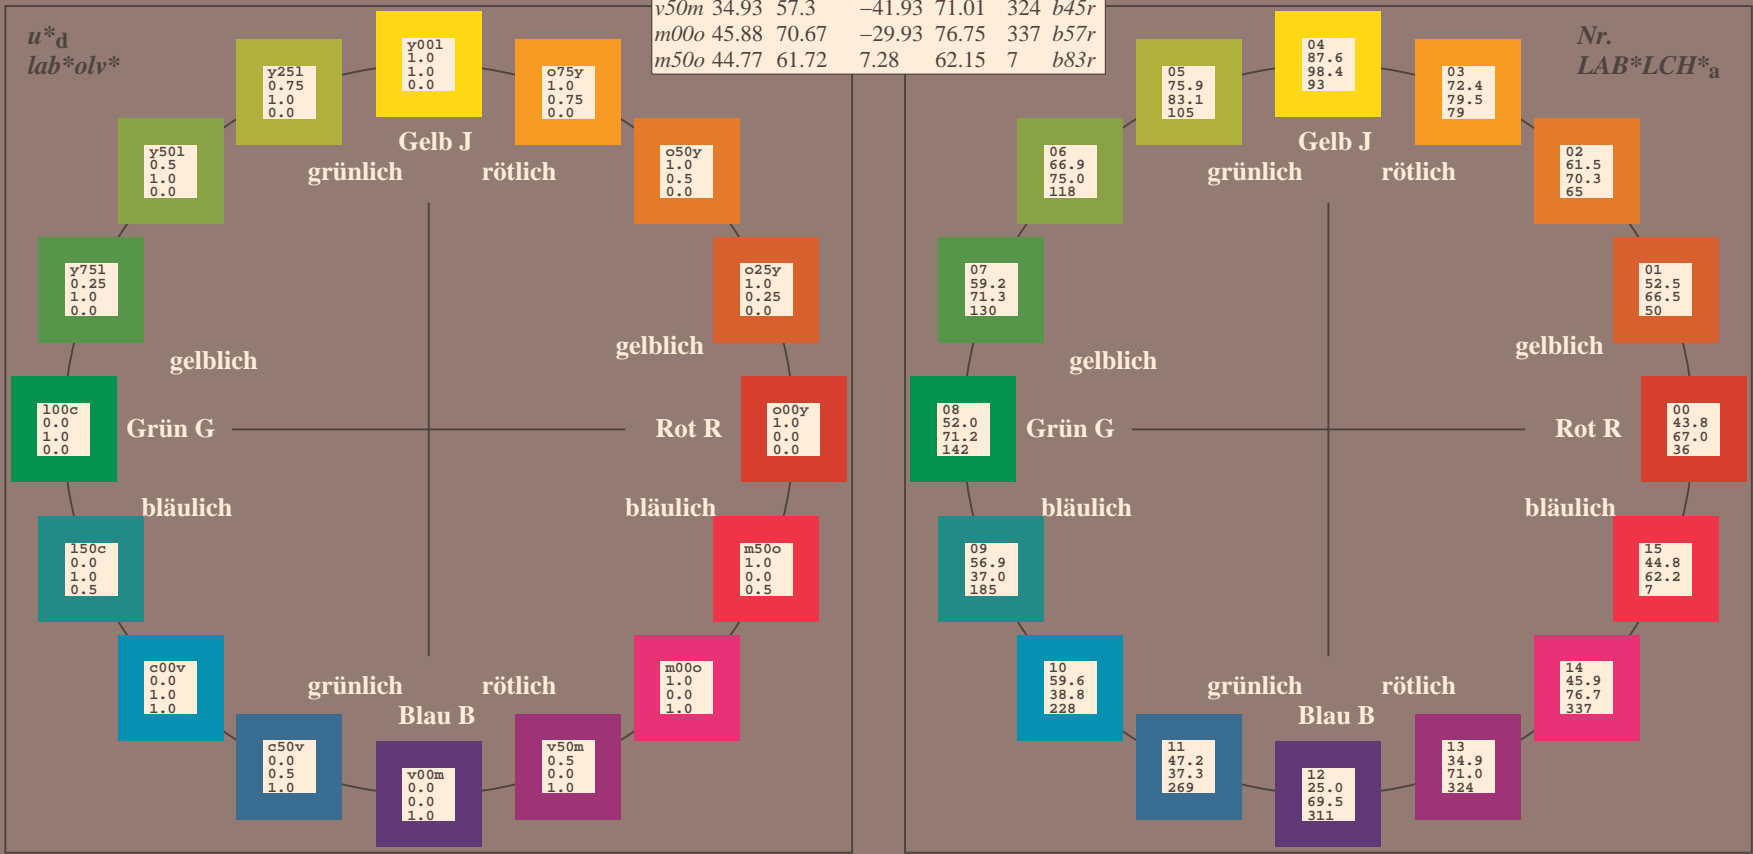 v50m 34.93 57.3 −41.93 71.01 324 b45r
m00o 45.88 70.67 −29.93 76.75 337 b57r
m50o 44.77 61.72 7.28 62.15 7 b83r
u*d
lab*olv*
y00l
1.0
1.0
0.0
y25l
0.75
1.0
0.0
o75y
1.0
0.75
0.0
Gelb J
grünlich rötlich
y50l
0.5
1.0
0.0
o50y
1.0
0.5
0.0
y75l
0.25
1.0
0.0
o25y
1.0
0.25
0.0
gelblich
gelblich
l00c
0.0
1.0
0.0
Grün G
Rot R
o00y
1.0
0.0
0.0
bläulich
bläulich
l50c
0.0
1.0
0.5
m50o
1.0
0.0
0.5
c00v
0.0
1.0
1.0
m00o
1.0
0.0
1.0
grünlich rötlich
Blau B
c50v
0.0
0.5
1.0
v00m
0.0
0.0
1.0
v50m
0.5
0.0
1.0
Nr.
LAB*LCH*a
04
87.6
98.4
93
05
75.9
83.1
105
03
72.4
79.5
79
Gelb J
grünlich rötlich
06
66.9
75.0
118
02
61.5
70.3
65
07
59.2
71.3
130
01
52.5
66.5
50
gelblich
gelblich
08
52.0
71.2
142
Grün G
Rot R
00
43.8
67.0
36
bläulich
bläulich
09
56.9
37.0
185
15
44.8
62.2
7
10
59.6
38.8
228
14
45.9
76.7
337
grünlich rötlich
Blau B
11
47.2
37.3
269
12
25.0
69.5
311
13
34.9
71.0
324